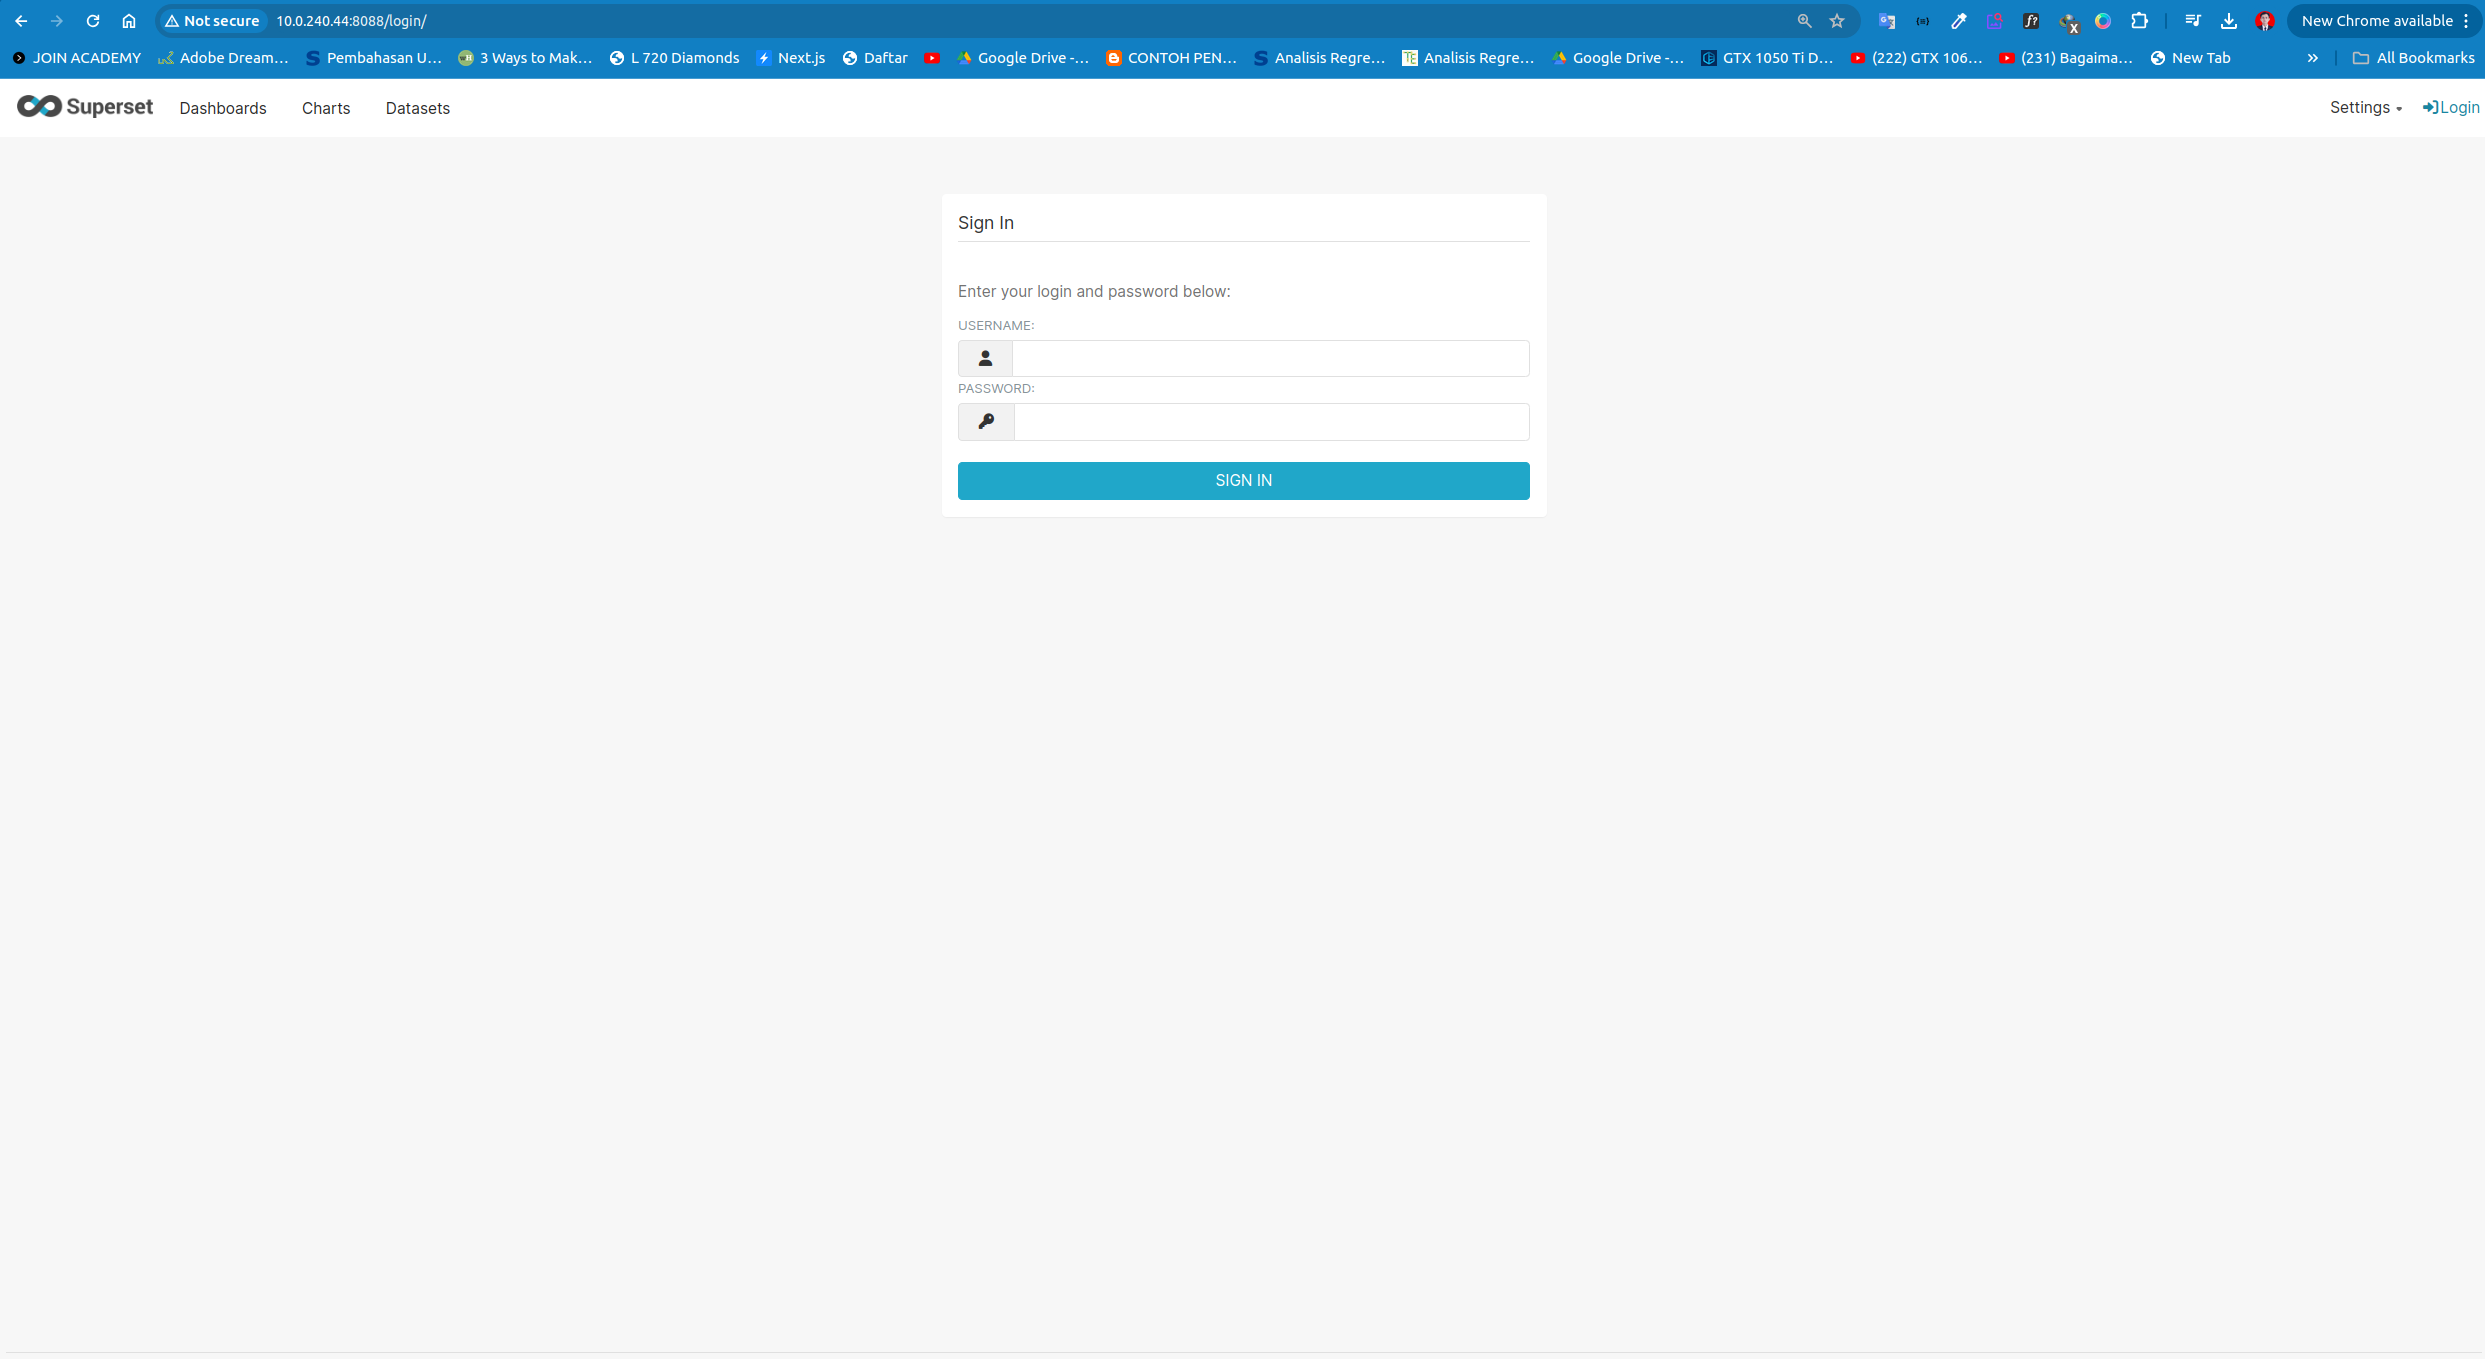 Not secure 10.0.240.44:8088/login/ New Chrome available
JOIN ACADEMY Adobe Dream... Pembahasan U... 3 Ways to Mak... L 720 Diamonds Next.js Daftar Google Drive -... CONTOH PEN... Analisis Regre... Analisis Regre... Google Drive -... GTX 1050 Ti D... (222) GTX 106... (231) Bagaima... New Tab » All Bookmarks
Superset Dashboards Charts Datasets Settings Login
Sign In
Enter your login and password below:
USERNAME:
PASSWORD:
SIGN IN